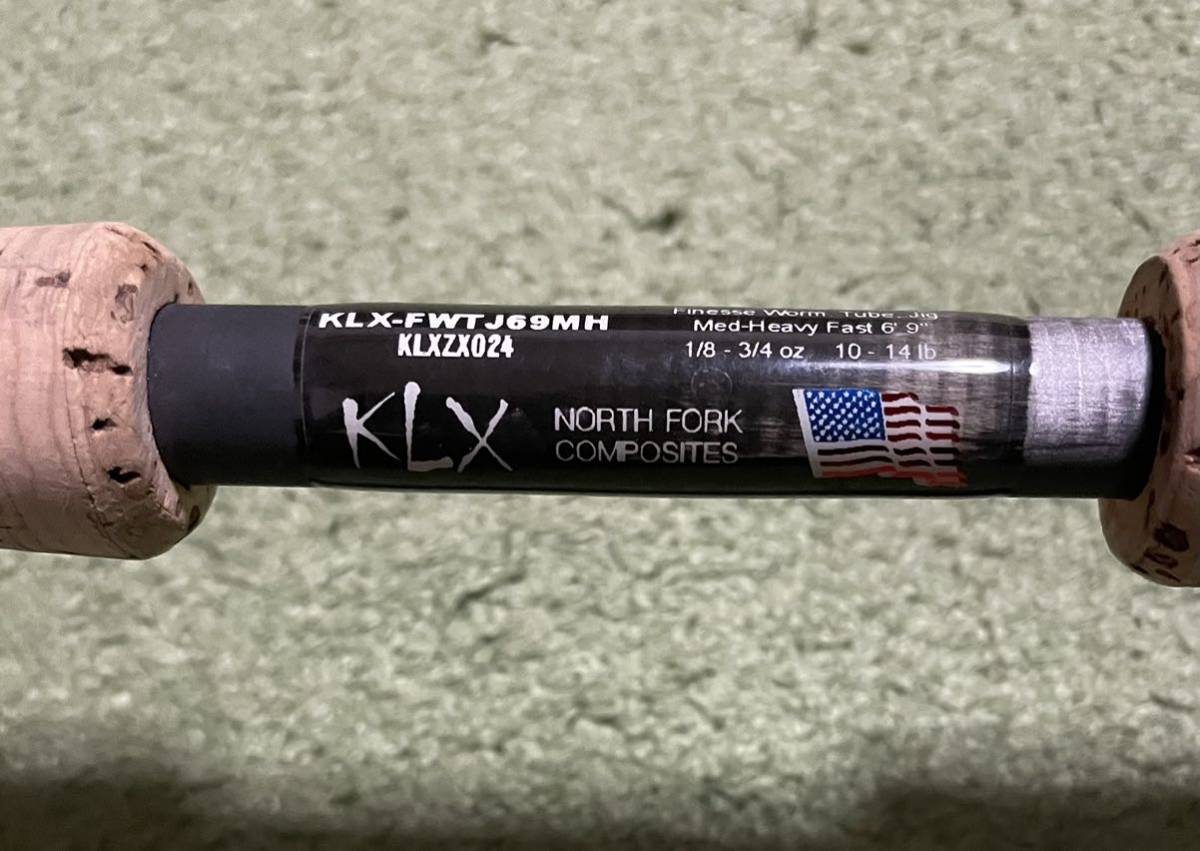 KLX-FWTJ69MH
KLXZX024
Finesse Worm, Tube, Jig
Med-Heavy Fast 6' 9"
1/8 - 3/4 oz 10 - 14 lb
KLX
NORTH FORK
COMPOSITES